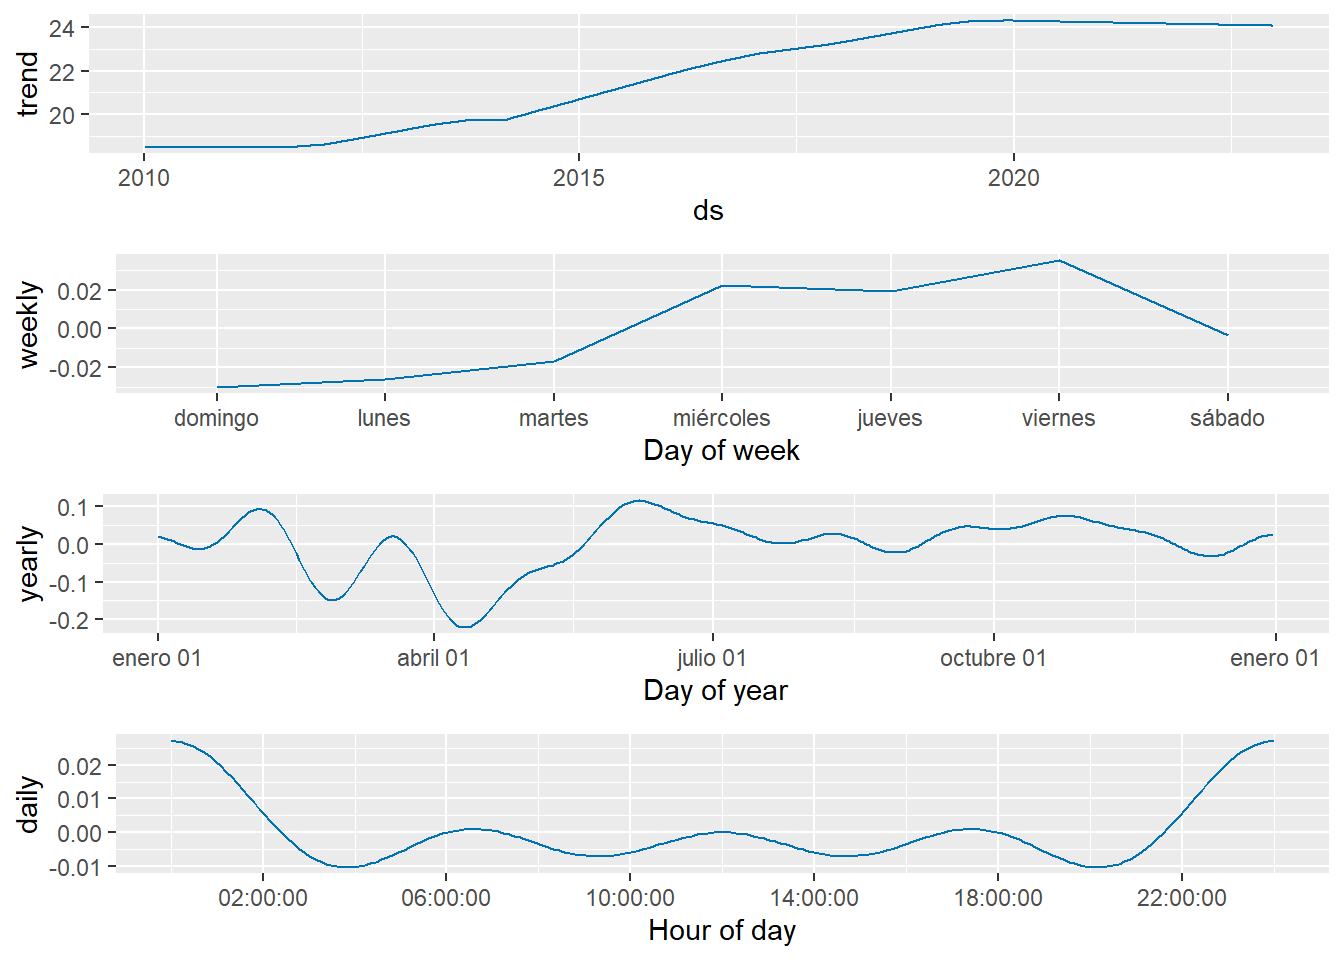 trend
24
22
20
2010 2015 2020
ds
weekly
0.02
0.00
-0.02
domingo lunes martes miércoles jueves viernes sábado
Day of week
yearly
0.1
0.0
-0.1
-0.2
enero 01 abril 01 julio 01 octubre 01 enero 01
Day of year
daily
0.02
0.01
0.00
-0.01
02:00:00 06:00:00 10:00:00 14:00:00 18:00:00 22:00:00
Hour of day